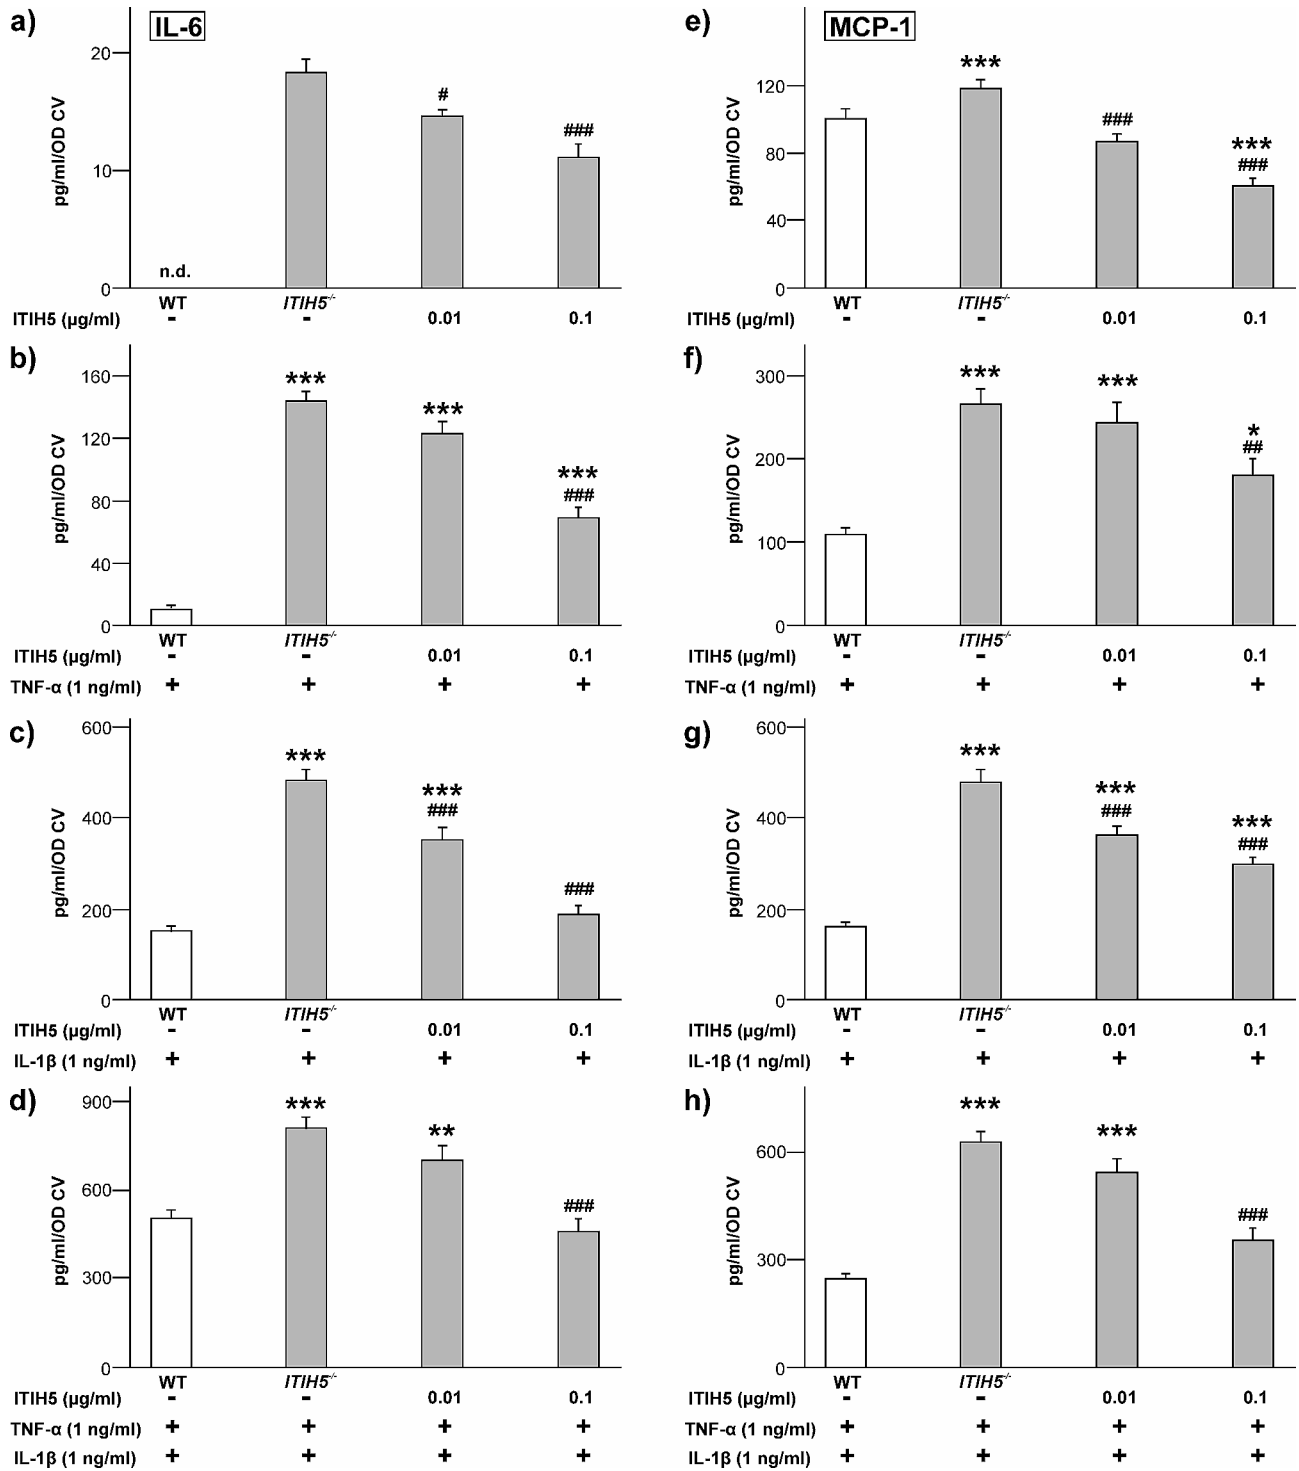 a) IL-6
20
10
0
pg/ml/OD CV
n.d.
# ###
WT ITIH5-/-
ITIH5 (µg/ml) - - 0.01 0.1
e) MCP-1
120
80
40
0
pg/ml/OD CV
*** ### *** ###
WT ITIH5-/-
ITIH5 (µg/ml) - - 0.01 0.1
b)
160
120
80
40
0
pg/ml/OD CV
*** *** *** ###
WT ITIH5-/-
ITIH5 (µg/ml) - - 0.01 0.1
TNF-α (1 ng/ml) + + + +
f)
300
200
100
0
pg/ml/OD CV
*** *** * ##
WT ITIH5-/-
ITIH5 (µg/ml) - - 0.01 0.1
TNF-α (1 ng/ml) + + + +
c)
600
400
200
0
pg/ml/OD CV
*** *** ### ###
WT ITIH5-/-
ITIH5 (µg/ml) - - 0.01 0.1
IL-1β (1 ng/ml) + + + +
g)
600
400
200
0
pg/ml/OD CV
*** *** ### *** ###
WT ITIH5-/-
ITIH5 (µg/ml) - - 0.01 0.1
IL-1β (1 ng/ml) + + + +
d)
900
600
300
0
pg/ml/OD CV
*** ** ###
WT ITIH5-/-
ITIH5 (µg/ml) - - 0.01 0.1
TNF-α (1 ng/ml) + + + +
IL-1β (1 ng/ml) + + + +
h)
600
300
0
pg/ml/OD CV
*** *** ###
WT ITIH5-/-
ITIH5 (µg/ml) - - 0.01 0.1
TNF-α (1 ng/ml) + + + +
IL-1β (1 ng/ml) + + + +